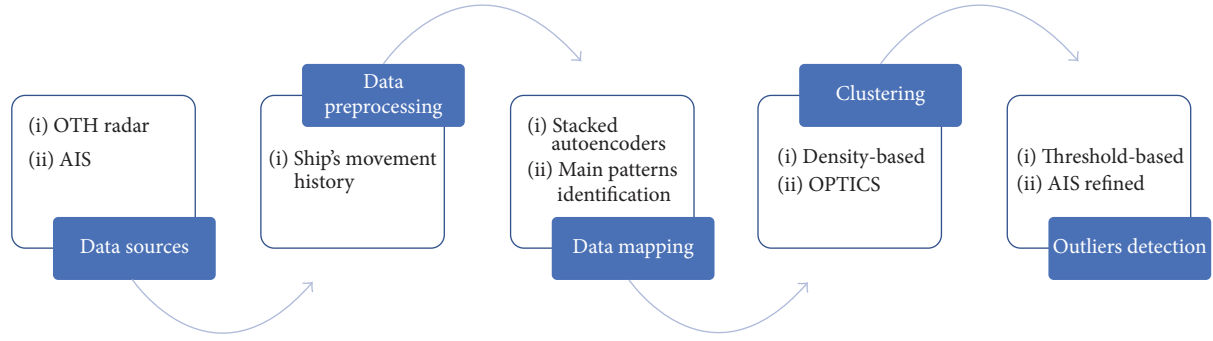 (i) OTH radar
(ii) AIS
Data sources
Data
preprocessing
(i) Ship's movement
history
(i) Stacked
autoencoders
(ii) Main patterns
identification
Data mapping
Clustering
(i) Density-based
(ii) OPTICS
(i) Threshold-based
(ii) AIS refined
Outliers detection